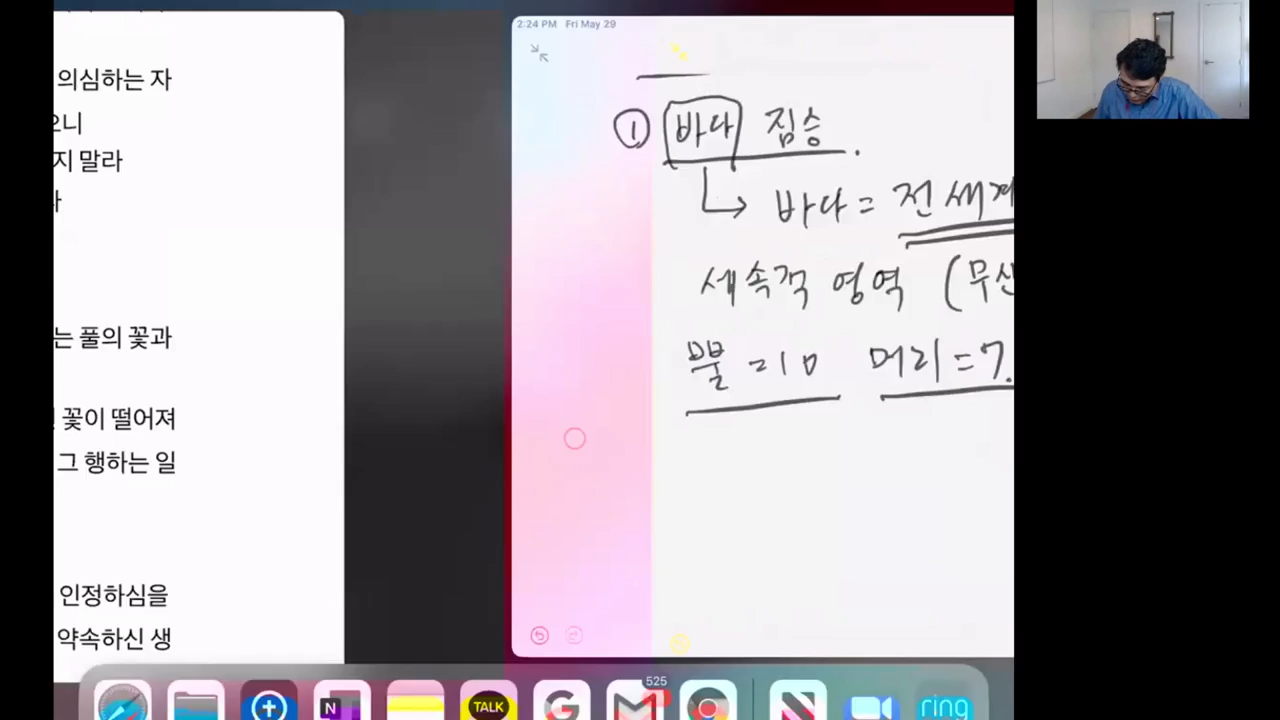 의심하는 자
으니
지 말라
는 풀의 꽃과
꽃이 떨어져
그 행하는 일
인정하심을
약속하신 생
2:24 PM Fri May 29
① 바다 짐승.
바다 = 전세계
세속적 영역 (무신
뿔 = 10 머리 = 7.
525
N
TALK
G
N
ring